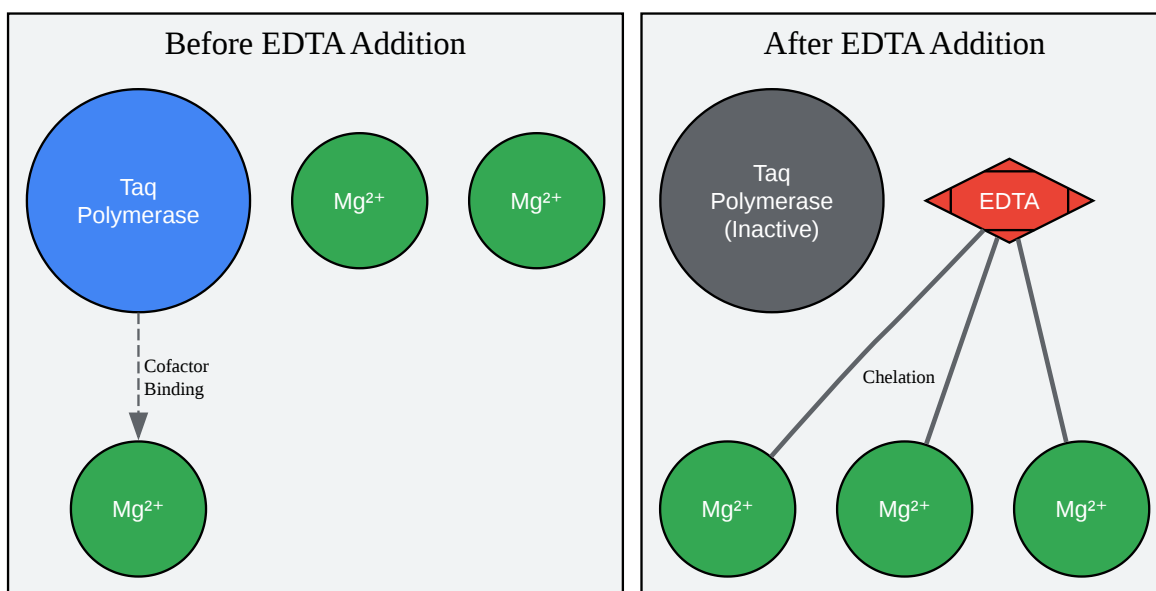 Before EDTA Addition
Taq
Polymerase
Mg²⁺
Mg²⁺
Cofactor
Binding
Mg²⁺
After EDTA Addition
Taq
Polymerase
(Inactive)
EDTA
Chelation
Mg²⁺
Mg²⁺
Mg²⁺